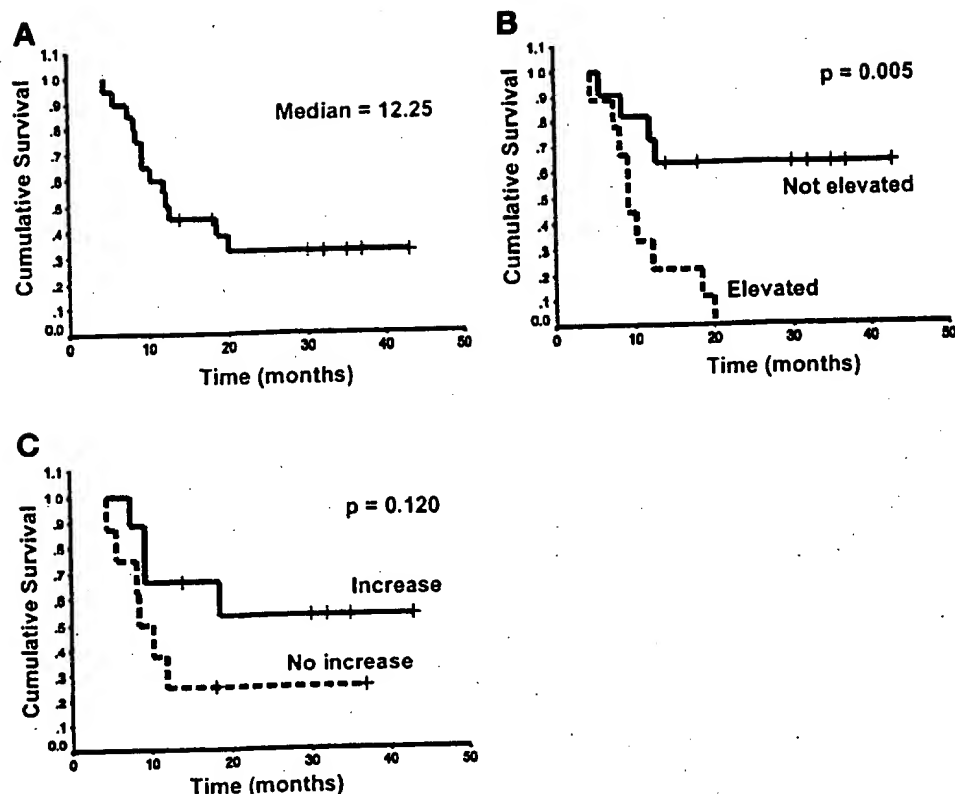 A
Cumulative Survival
1.1
1.0
.9
.8
.7
.6
.5
.4
.3
.2
.1
0.0
Median = 12.25
0 10 20 30 40 50
Time (months)
B
Cumulative Survival
1.1
1.0
.9
.8
.7
.6
.5
.4
.3
.2
.1
0.0
p = 0.005
Not elevated
Elevated
0 10 20 30 40 50
Time (months)
C
Cumulative Survival
1.1
1.0
.9
.8
.7
.6
.5
.4
.3
.2
.1
0.0
p = 0.120
Increase
No increase
0 10 20 30 40 50
Time (months)